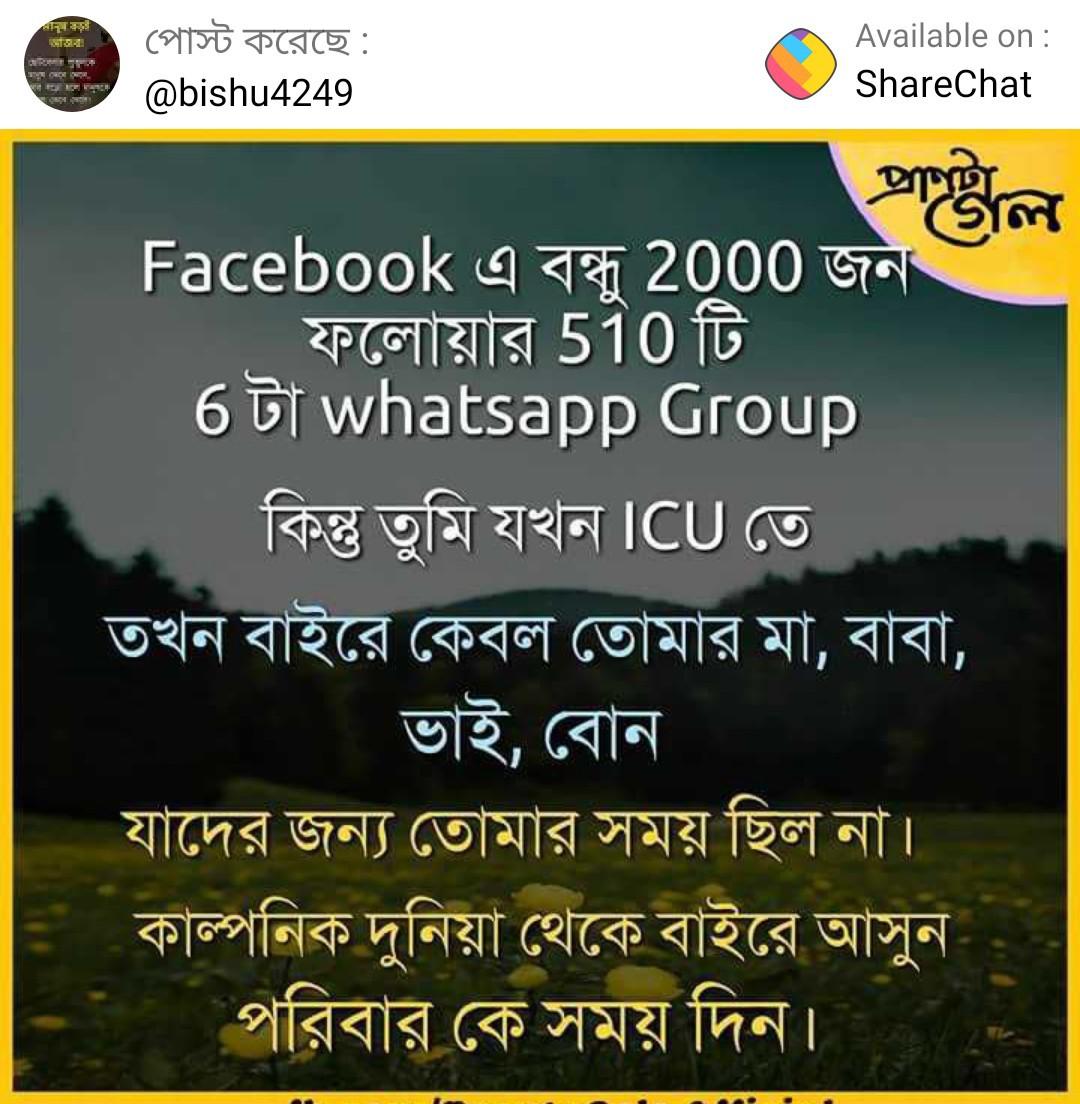 পোস্ট করেছে :
@bishu4249
Available on :
ShareChat
প্রাণটা
গেল
Facebook এ বন্ধু 2000 জন
ফলোয়ার 510 টি
6 টা whatsapp Group
কিন্তু তুমি যখন ICU তে
তখন বাইরে কেবল তোমার মা, বাবা,
ভাই, বোন
যাদের জন্য তোমার সময় ছিল না।
কাল্পনিক দুনিয়া থেকে বাইরে আসুন
পরিবার কে সময় দিন।